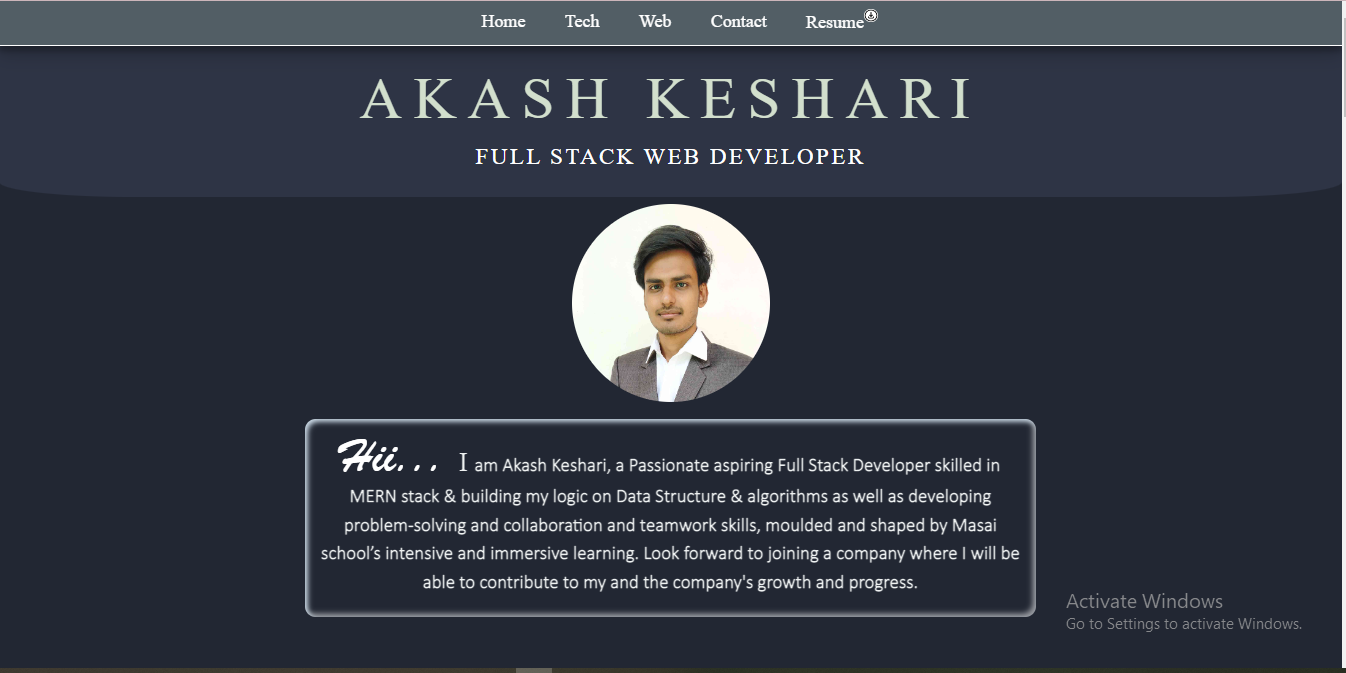 Home Tech Web Contact Resume
AKASH KESHARI
FULL STACK WEB DEVELOPER
Hii... I am Akash Keshari, a Passionate aspiring Full Stack Developer skilled in
MERN stack & building my logic on Data Structure & algorithms as well as developing
problem-solving and collaboration and teamwork skills, moulded and shaped by Masai
school’s intensive and immersive learning. Look forward to joining a company where I will be
able to contribute to my and the company's growth and progress.
Activate Windows
Go to Settings to activate Windows.